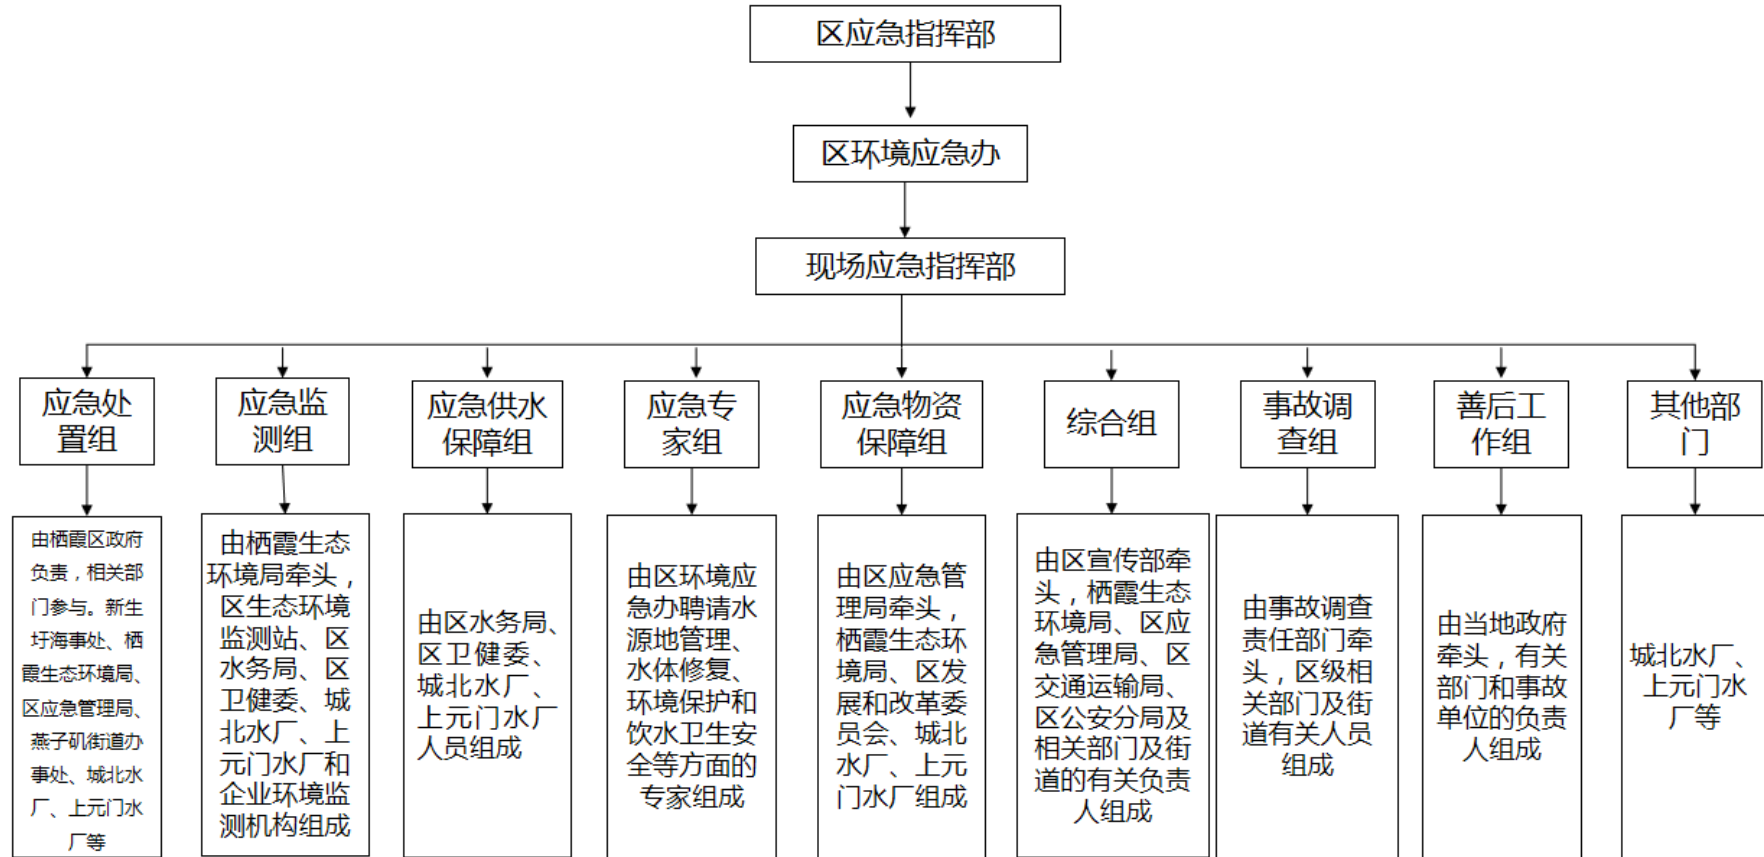 区应急指挥部
区环境应急办
现场应急指挥部
应急处
置组
应急监
测组
应急供水
保障组
应急专
家组
应急物资
保障组
综合组
事故调
查组
善后工
作组
其他部
门
由栖霞区政府
负责，相关部
门参与。新生
圩海事处、栖
霞生态环境局、
区应急管理局、
燕子矶街道办
事处、城北水
厂、上元门水
厂等
由栖霞生态
环境局牵头，
区生态环境
监测站、区
水务局、区
卫健委、城
北水厂、上
元门水厂和
企业环境监
测机构组成
由区水务局、
区卫健委、
城北水厂、
上元门水厂
人员组成
由区环境应
急办聘请水
源地管理、
水体修复、
环境保护和
饮水卫生安
全等方面的
专家组成
由区应急管
理局牵头，
栖霞生态环
境局、区发
展和改革委
员会、城北
水厂、上元
门水厂组成
由区宣传部牵
头，栖霞生态
环境局、区应
急管理局、区
交通运输局、
区公安分局及
相关部门及街
道的有关负责
人组成
由事故调查
责任部门牵
头，区级相
关部门及街
道有关人员
组成
由当地政府
牵头，有关
部门和事故
单位的负责
人组成
城北水厂、
上元门水
厂等